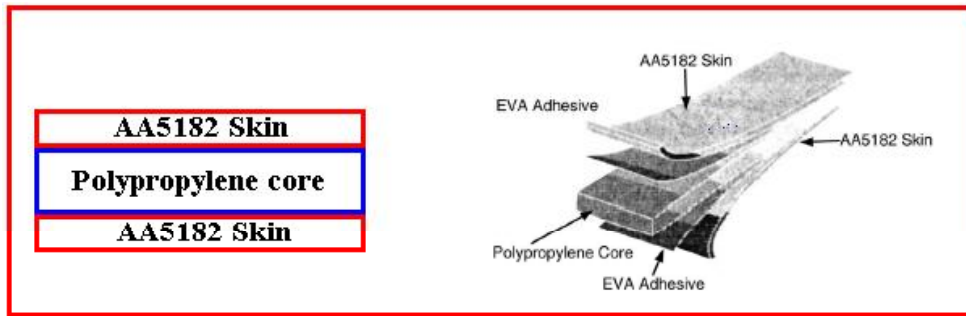 AA5182 Skin
Polypropylene core
AA5182 Skin
AA5182 Skin
EVA Adhesive
AA5182 Skin
Polypropylene Core
EVA Adhesive